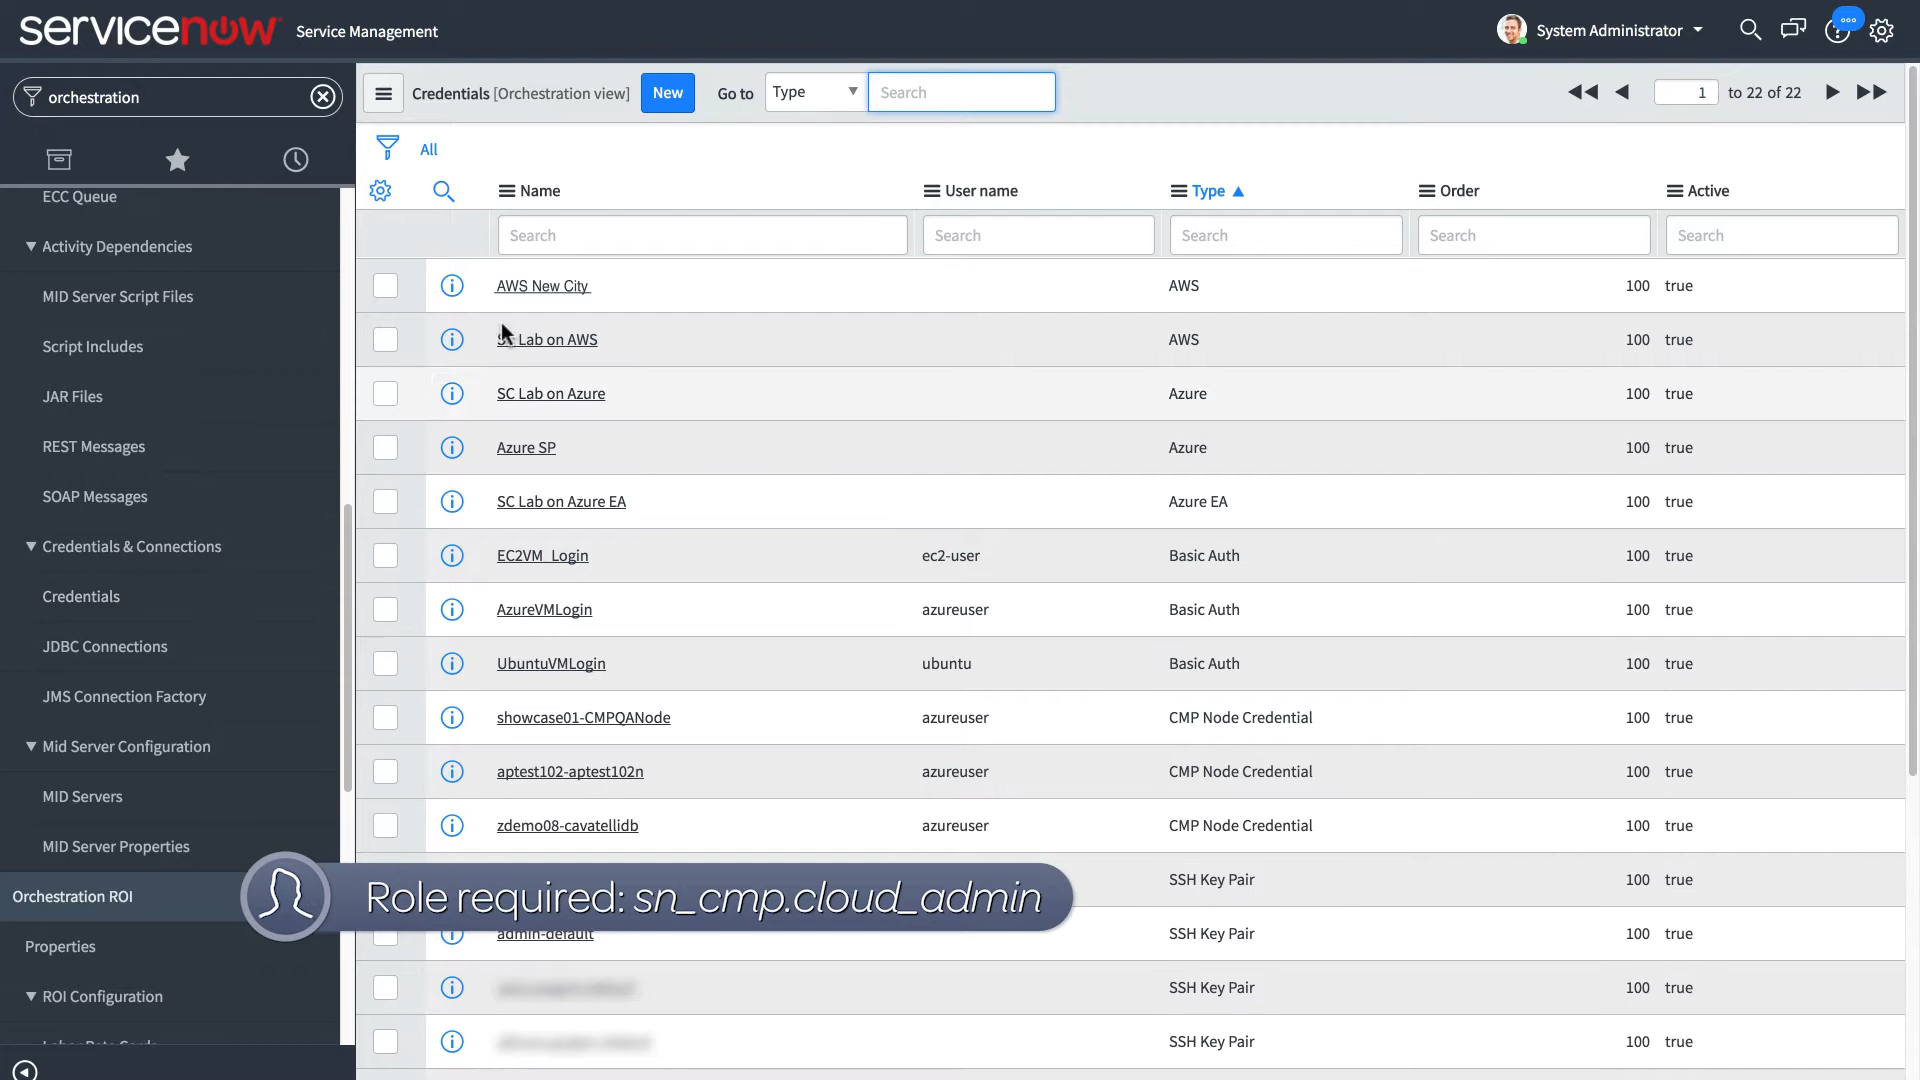 servicenow Service Management
System Administrator
orchestration
Credentials [Orchestration view] New Go to Type Search
1 to 22 of 22
All
Name User name Type Order Active
Search Search Search Search Search
ECC Queue
Activity Dependencies
MID Server Script Files
Script Includes
JAR Files
REST Messages
SOAP Messages
Credentials & Connections
Credentials
JDBC Connections
JMS Connection Factory
Mid Server Configuration
MID Servers
MID Server Properties
Orchestration ROI
Properties
ROI Configuration
AWS New City AWS 100 true
Lab on AWS AWS 100 true
SC Lab on Azure Azure 100 true
Azure SP Azure 100 true
SC Lab on Azure EA Azure EA 100 true
EC2VM_Login ec2-user Basic Auth 100 true
AzureVMLogin azureuser Basic Auth 100 true
UbuntuVMLogin ubuntu Basic Auth 100 true
showcase01-CMPQANode azureuser CMP Node Credential 100 true
aptest102-aptest102n azureuser CMP Node Credential 100 true
zdemo08-cavatellidb azureuser CMP Node Credential 100 true
SSH Key Pair 100 true
Role required: sn_cmp.cloud_admin
admin-default SSH Key Pair 100 true
SSH Key Pair 100 true
SSH Key Pair 100 true